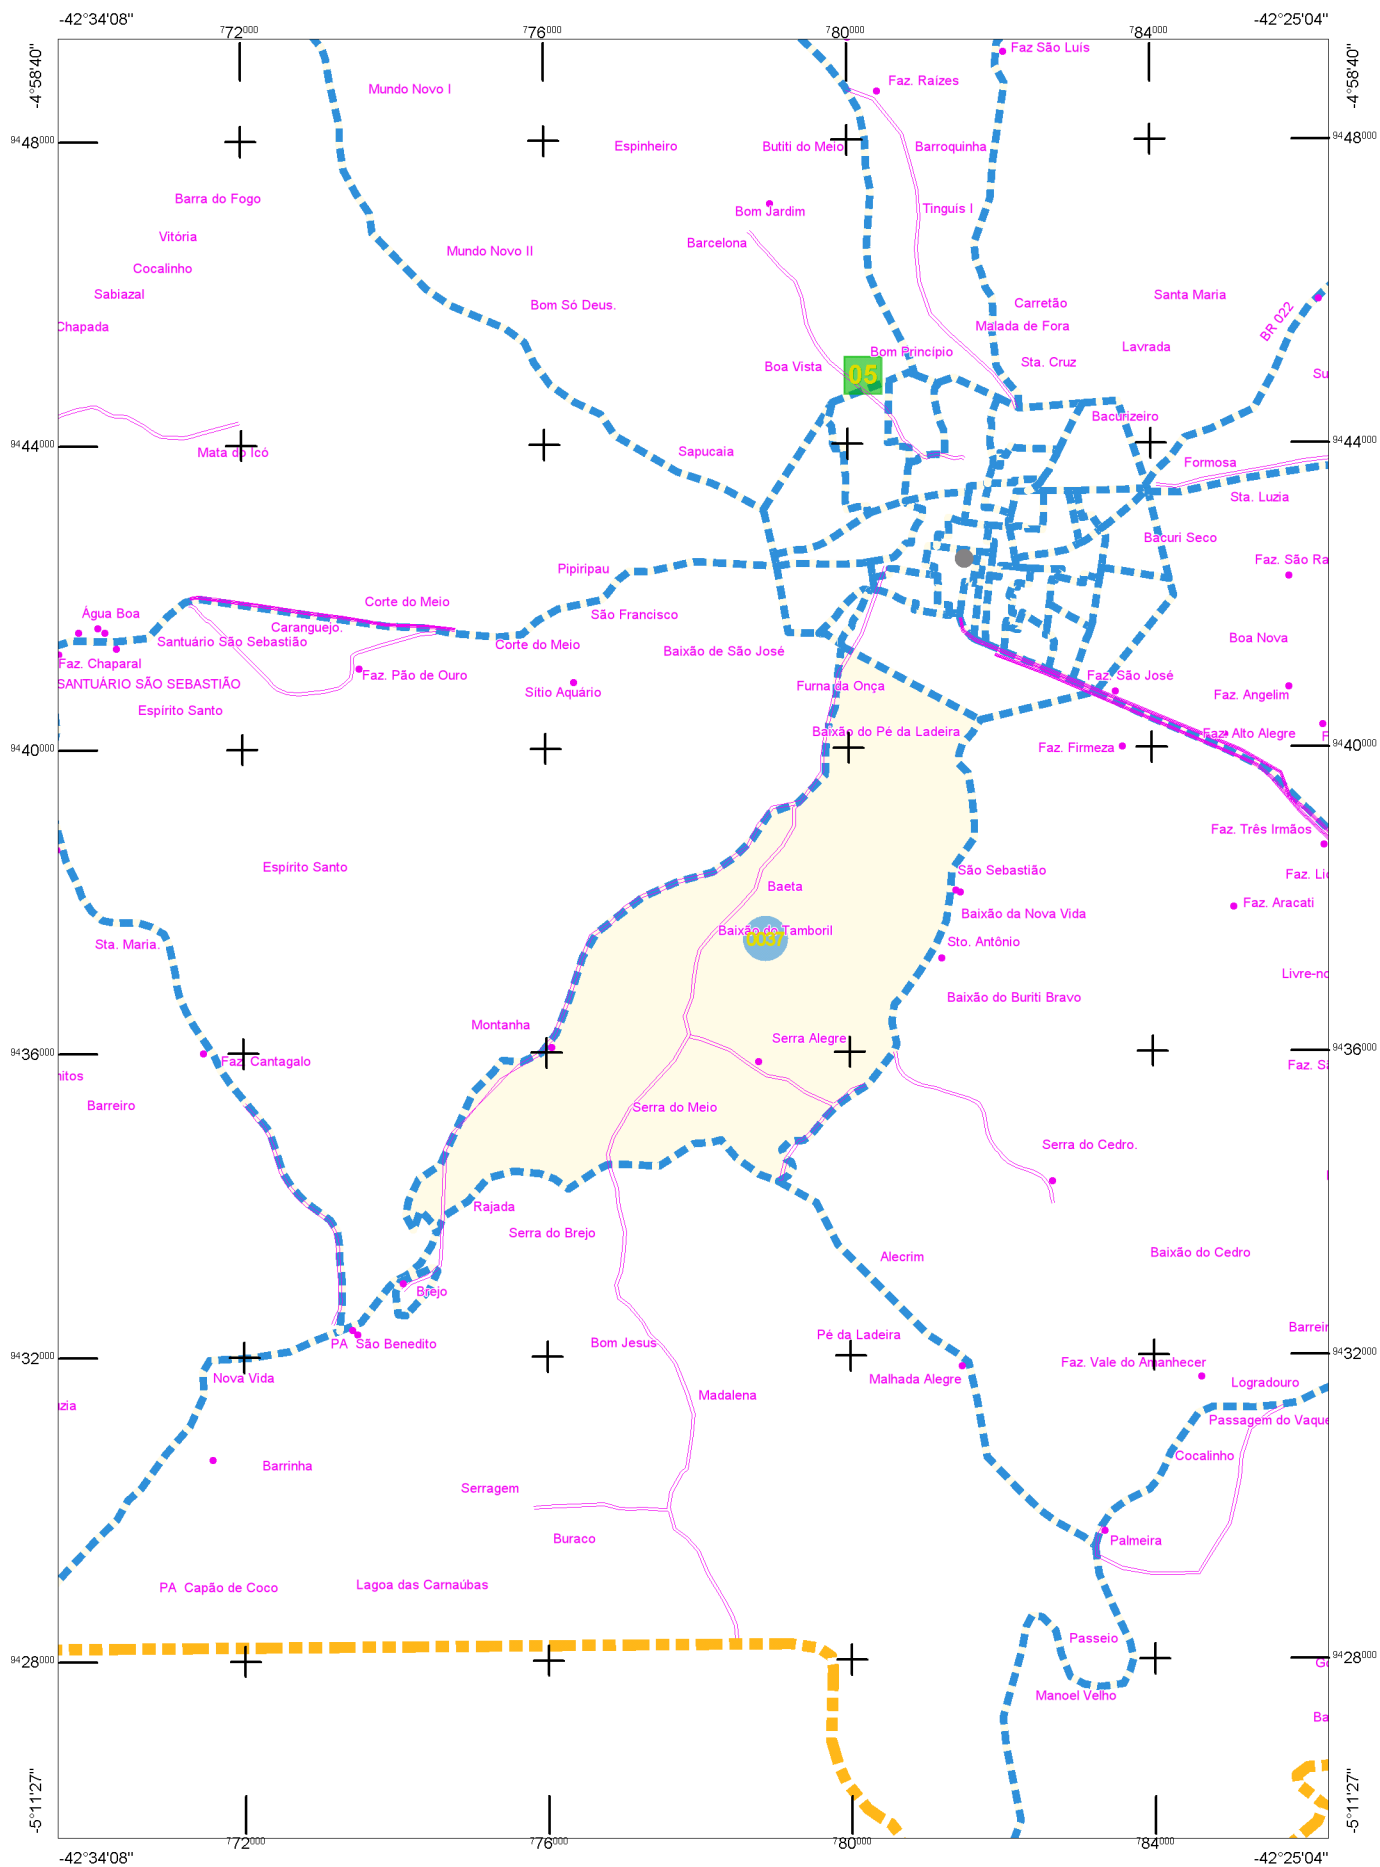 -42°34'08"
-42°25'04"
772000
776000
780000
784000
-4°58'40"
-4°58'40"
Faz São Luis
Mundo Novo I
Faz. Raizes
9448000
9448000
Espinheiro
Butiti do Meio
Barroquinha
Barra do Fogo
Bom Jardim
Tinguis I
Vitória
Barcelona
Mundo Novo II
Cocalinho
Sabiazal
Santa Maria
Bom Só Deus.
Carretão
BR 022
Chapada
Malada de Fora
Lavrada
Bom Princípio
Sta. Cruz
Boa Vista
05
Su
Bacurizeiro
9444000
9444000
Mata do Icó
Sapucaia
Formosa
Sta. Luzia
Bacuri Seco
Faz. São Ra
Pipiripau
Corte do Meio
Água Boa
São Francisco
Caranguejo.
Santuário São Sebastião
Corte do Meio
Boa Nova
Baixão de São José
Faz. Chaparal
Faz. Pão de Ouro
Faz. São José
SANTUÁRIO SÃO SEBASTIÃO
Sítio Aquário
Furna da Onça
Faz. Angelim
Espírito Santo
Baixão do Pé da Ladeira
Faz. Alto Alegre
F
9440000
9440000
Faz. Firmeza
Faz. Três Irmãos
Espírito Santo
São Sebastião
Faz. Lic
Baeta
Faz. Aracati
Baixão da Nova Vida
Baixão do Tamboril
0037
Sta. Maria.
Sto. Antônio
Livre-no
Baixão do Buriti Bravo
Montanha
Serra Alegre
9436000
9436000
Faz. Cantagalo
nitos
Barreiro
Serra do Meio
Serra do Cedro.
Rajada
Serra do Brejo
Alecrim
Baixão do Cedro
Brejo
Barreir
PA São Benedito
Bom Jesus
Pé da Ladeira
9432000
9432000
Faz. Vale do Amanhecer
Nova Vida
Malhada Alegre
Logradouro
Madalena
Passagem do Vaque
Cocalinho
Barrinha
Serragem
Buraco
Palmeira
PA Capão de Coco
Lagoa das Carnaúbas
Passeio
9428000
9428000
Manoel Velho
Ba
-5°11'27"
-5°11'27"
772000
776000
780000
784000
-42°34'08"
-42°25'04"